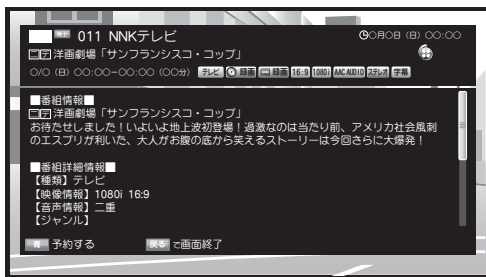 地上 011 NNKテレビ ○月○日 (日) ○○:○○
二 字 洋画劇場「サンフランシスコ・コップ」
○/○ (日) ○○:○○-○○:○○ (○○分) テレビ 録画 録画 16:9 1080i AAC AUDIO ステレオ 字幕
■番組情報■
二 字 洋画劇場「サンフランシスコ・コップ」
お待たせしました！いよいよ地上波初登場！過激なのは当たり前、アメリカ社会風刺
のエスプリが利いた、大人がお腹の底から笑えるストーリーは今回さらに大爆発！
■番組詳細情報■
【種類】テレビ
【映像情報】1080i 16:9
【音声情報】二重
【ジャンル】
青 予約する 戻る で画面終了